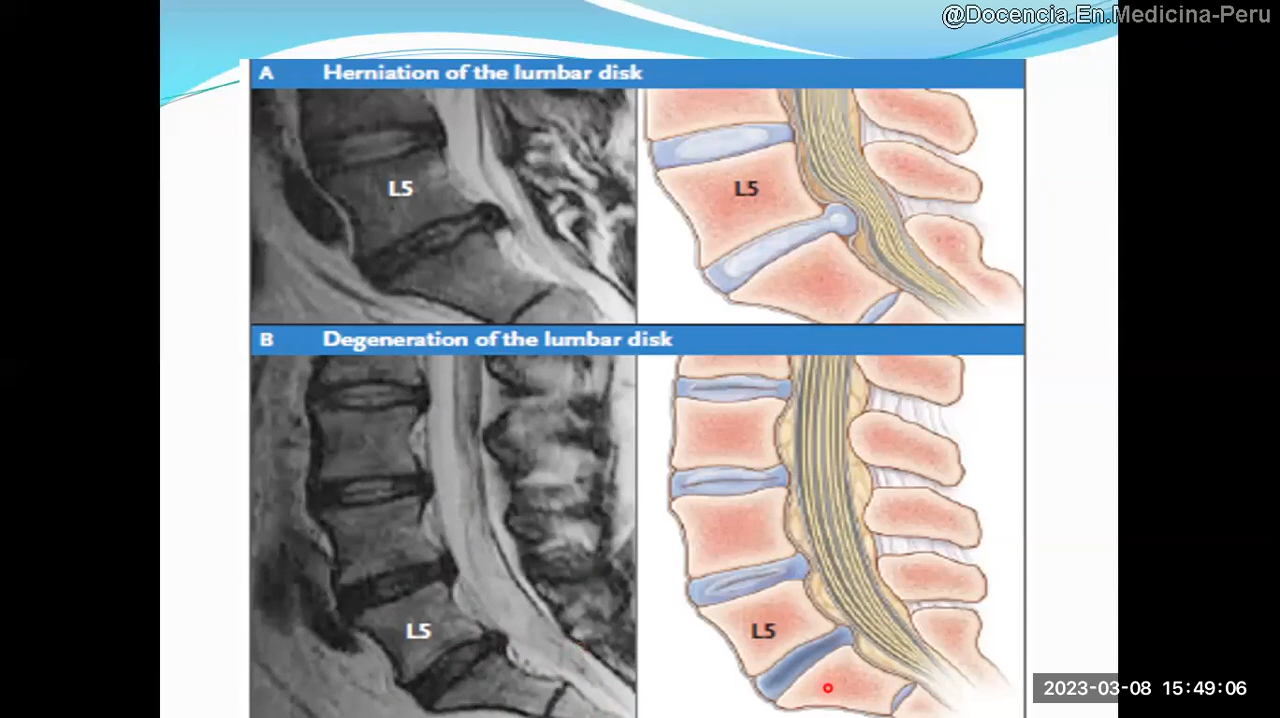 @Docencia.En.Medicina-Peru
A Herniation of the lumbar disk
L5
L5
B Degeneration of the lumbar disk
L5
L5
2023-03-08 15:49:06